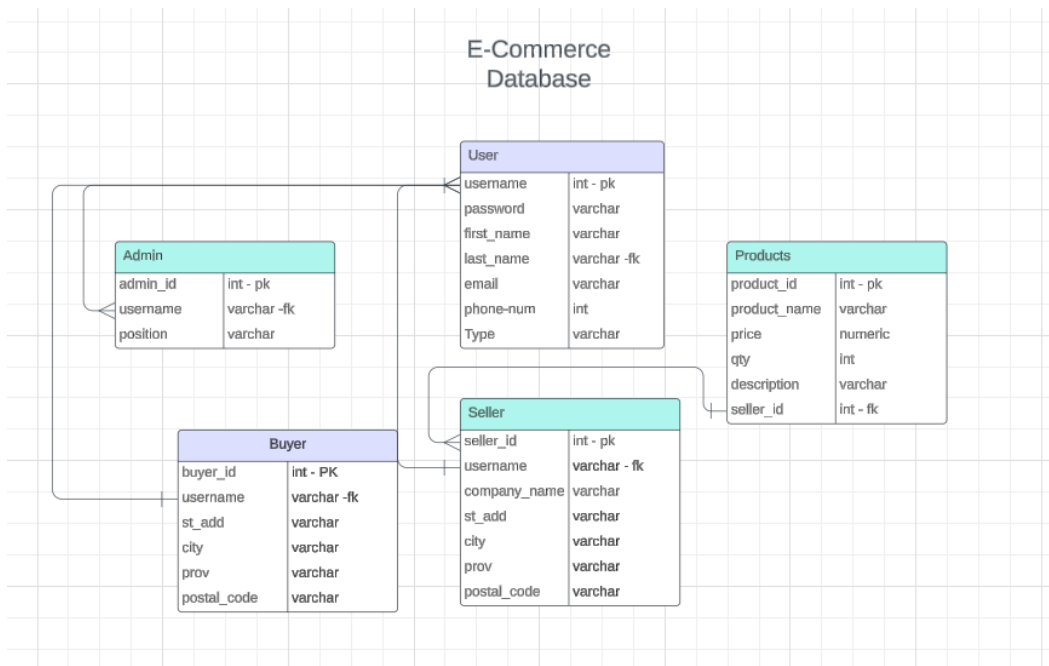 E-Commerce
Database
User
username int - pk
password varchar
first_name varchar
last_name varchar -fk
email varchar
phone-num int
Type varchar
Admin
admin_id int - pk
username varchar -fk
position varchar
Products
product_id int - pk
product_name varchar
price numeric
qty int
description varchar
seller_id int - fk
Buyer
buyer_id int - PK
username varchar -fk
st_add varchar
city varchar
prov varchar
postal_code varchar
Seller
seller_id int - pk
username varchar - fk
company_name varchar
st_add varchar
city varchar
prov varchar
postal_code varchar